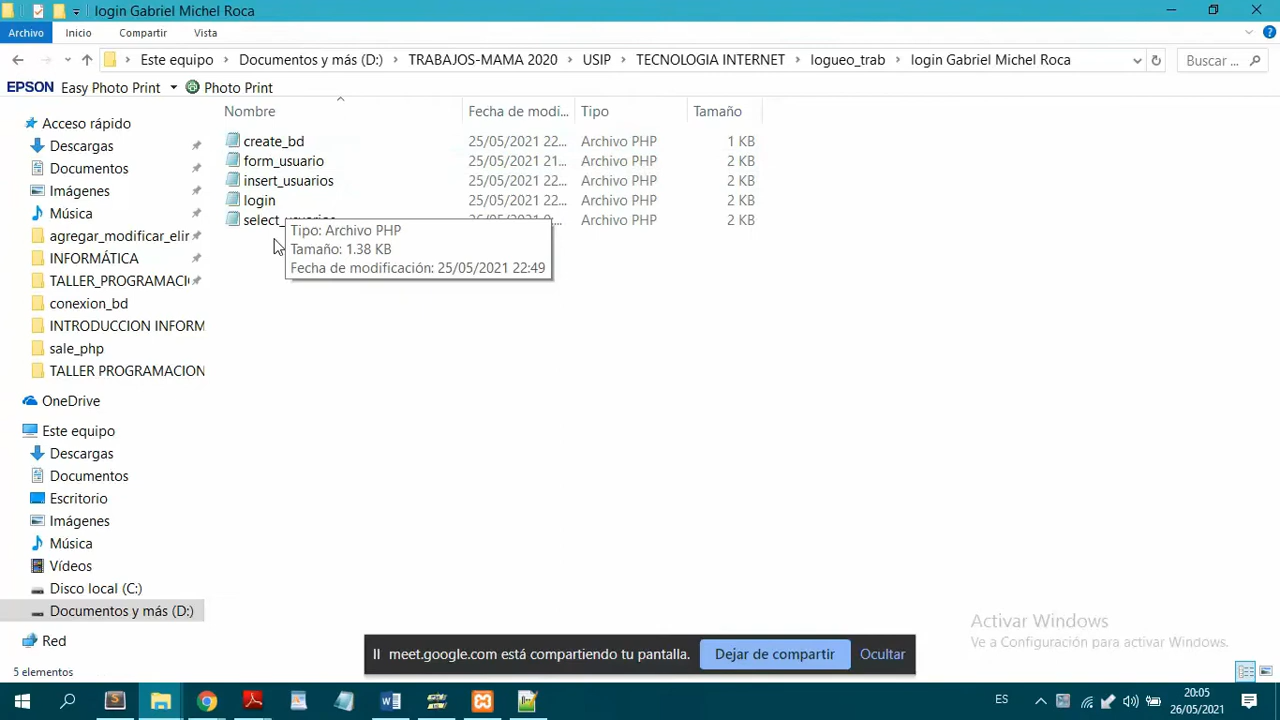 login Gabriel Michel Roca
Archivo Inicio Compartir Vista
Este equipo Documentos y más (D:) TRABAJOS-MAMA 2020 USIP TECNOLOGIA INTERNET logueo_trab login Gabriel Michel Roca Buscar ...
EPSON Easy Photo Print Photo Print
Nombre Fecha de modi... Tipo Tamaño
create_bd 25/05/2021 22... Archivo PHP 1 KB
form_usuario 25/05/2021 21... Archivo PHP 2 KB
insert_usuarios 25/05/2021 22... Archivo PHP 2 KB
login 25/05/2021 22... Archivo PHP 2 KB
select_ Archivo PHP 2 KB
Tipo: Archivo PHP
Tamaño: 1.38 KB
Fecha de modificación: 25/05/2021 22:49
Acceso rápido
Descargas
Documentos
Imágenes
Música
agregar_modificar_elir
INFORMÁTICA
TALLER_PROGRAMACI
conexion_bd
INTRODUCCION INFORM
sale_php
TALLER PROGRAMACION
OneDrive
Este equipo
Descargas
Documentos
Escritorio
Imágenes
Música
Vídeos
Disco local (C:)
Documentos y más (D:)
Red
5 elementos
Activar Windows
Ve a Configuración para activar Windows.
meet.google.com está compartiendo tu pantalla. Dejar de compartir Ocultar
ES
20:05
26/05/2021